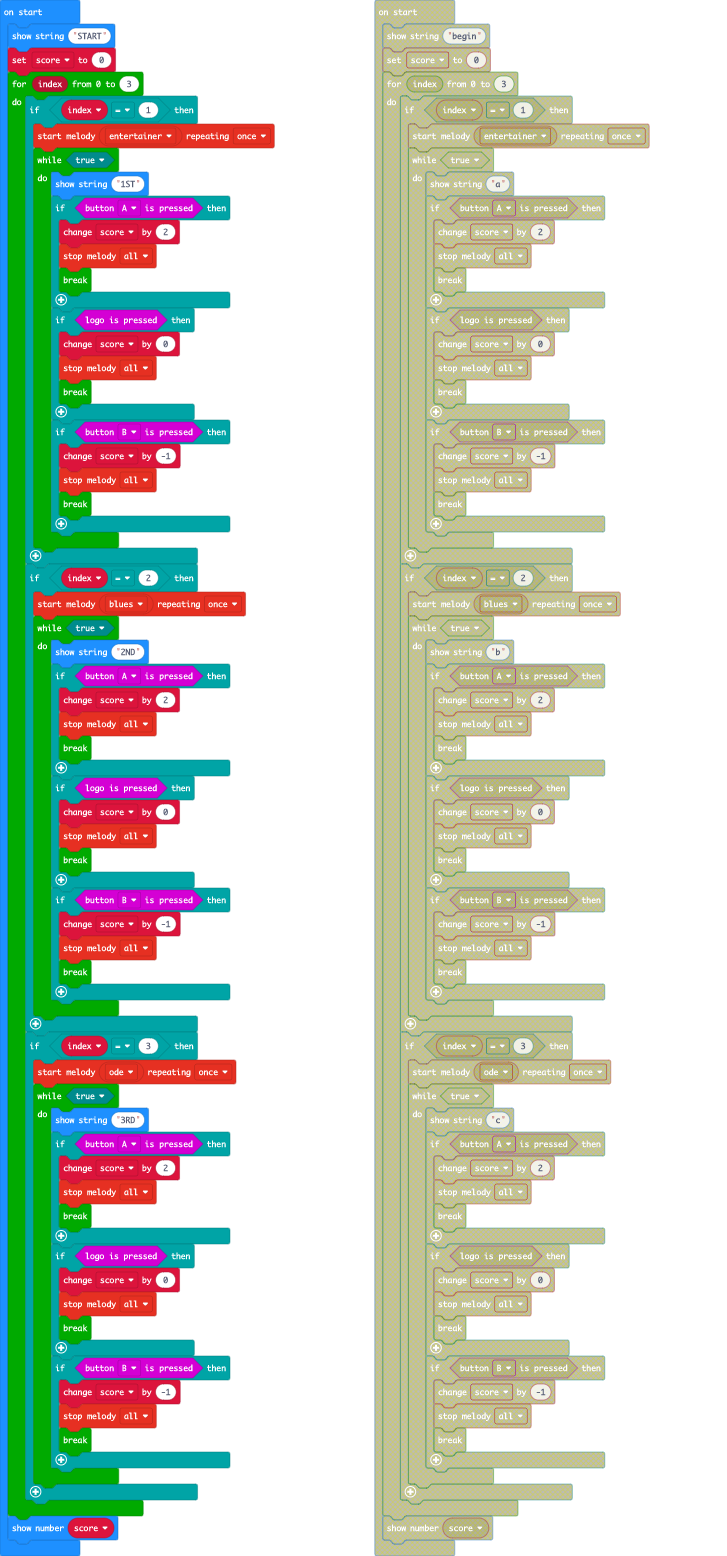 on start
show string "START"
set score to 0
for index from 0 to 3
do
if index = 1 then
start melody entertainer repeating once
while true
do
show string "1ST"
if button A is pressed then
change score by 2
stop melody all
break
if logo is pressed then
change score by 0
stop melody all
break
if button B is pressed then
change score by -1
stop melody all
break
if index = 2 then
start melody blues repeating once
while true
do
show string "2ND"
if button A is pressed then
change score by 2
stop melody all
break
if logo is pressed then
change score by 0
stop melody all
break
if button B is pressed then
change score by -1
stop melody all
break
if index = 3 then
start melody ode repeating once
while true
do
show string "3RD"
if button A is pressed then
change score by 2
stop melody all
break
if logo is pressed then
change score by 0
stop melody all
break
if button B is pressed then
change score by -1
stop melody all
break
show number score
on start
show string "begin"
set score to 0
for index from 0 to 3
do
if index = 1 then
start melody entertainer repeating once
while true
do
show string "a"
if button A is pressed then
change score by 2
stop melody all
break
if logo is pressed then
change score by 0
stop melody all
break
if button B is pressed then
change score by -1
stop melody all
break
if index = 2 then
start melody blues repeating once
while true
do
show string "b"
if button A is pressed then
change score by 2
stop melody all
break
if logo is pressed then
change score by 0
stop melody all
break
if button B is pressed then
change score by -1
stop melody all
break
if index = 3 then
start melody ode repeating once
while true
do
show string "c"
if button A is pressed then
change score by 2
stop melody all
break
if logo is pressed then
change score by 0
stop melody all
break
if button B is pressed then
change score by -1
stop melody all
break
show number score